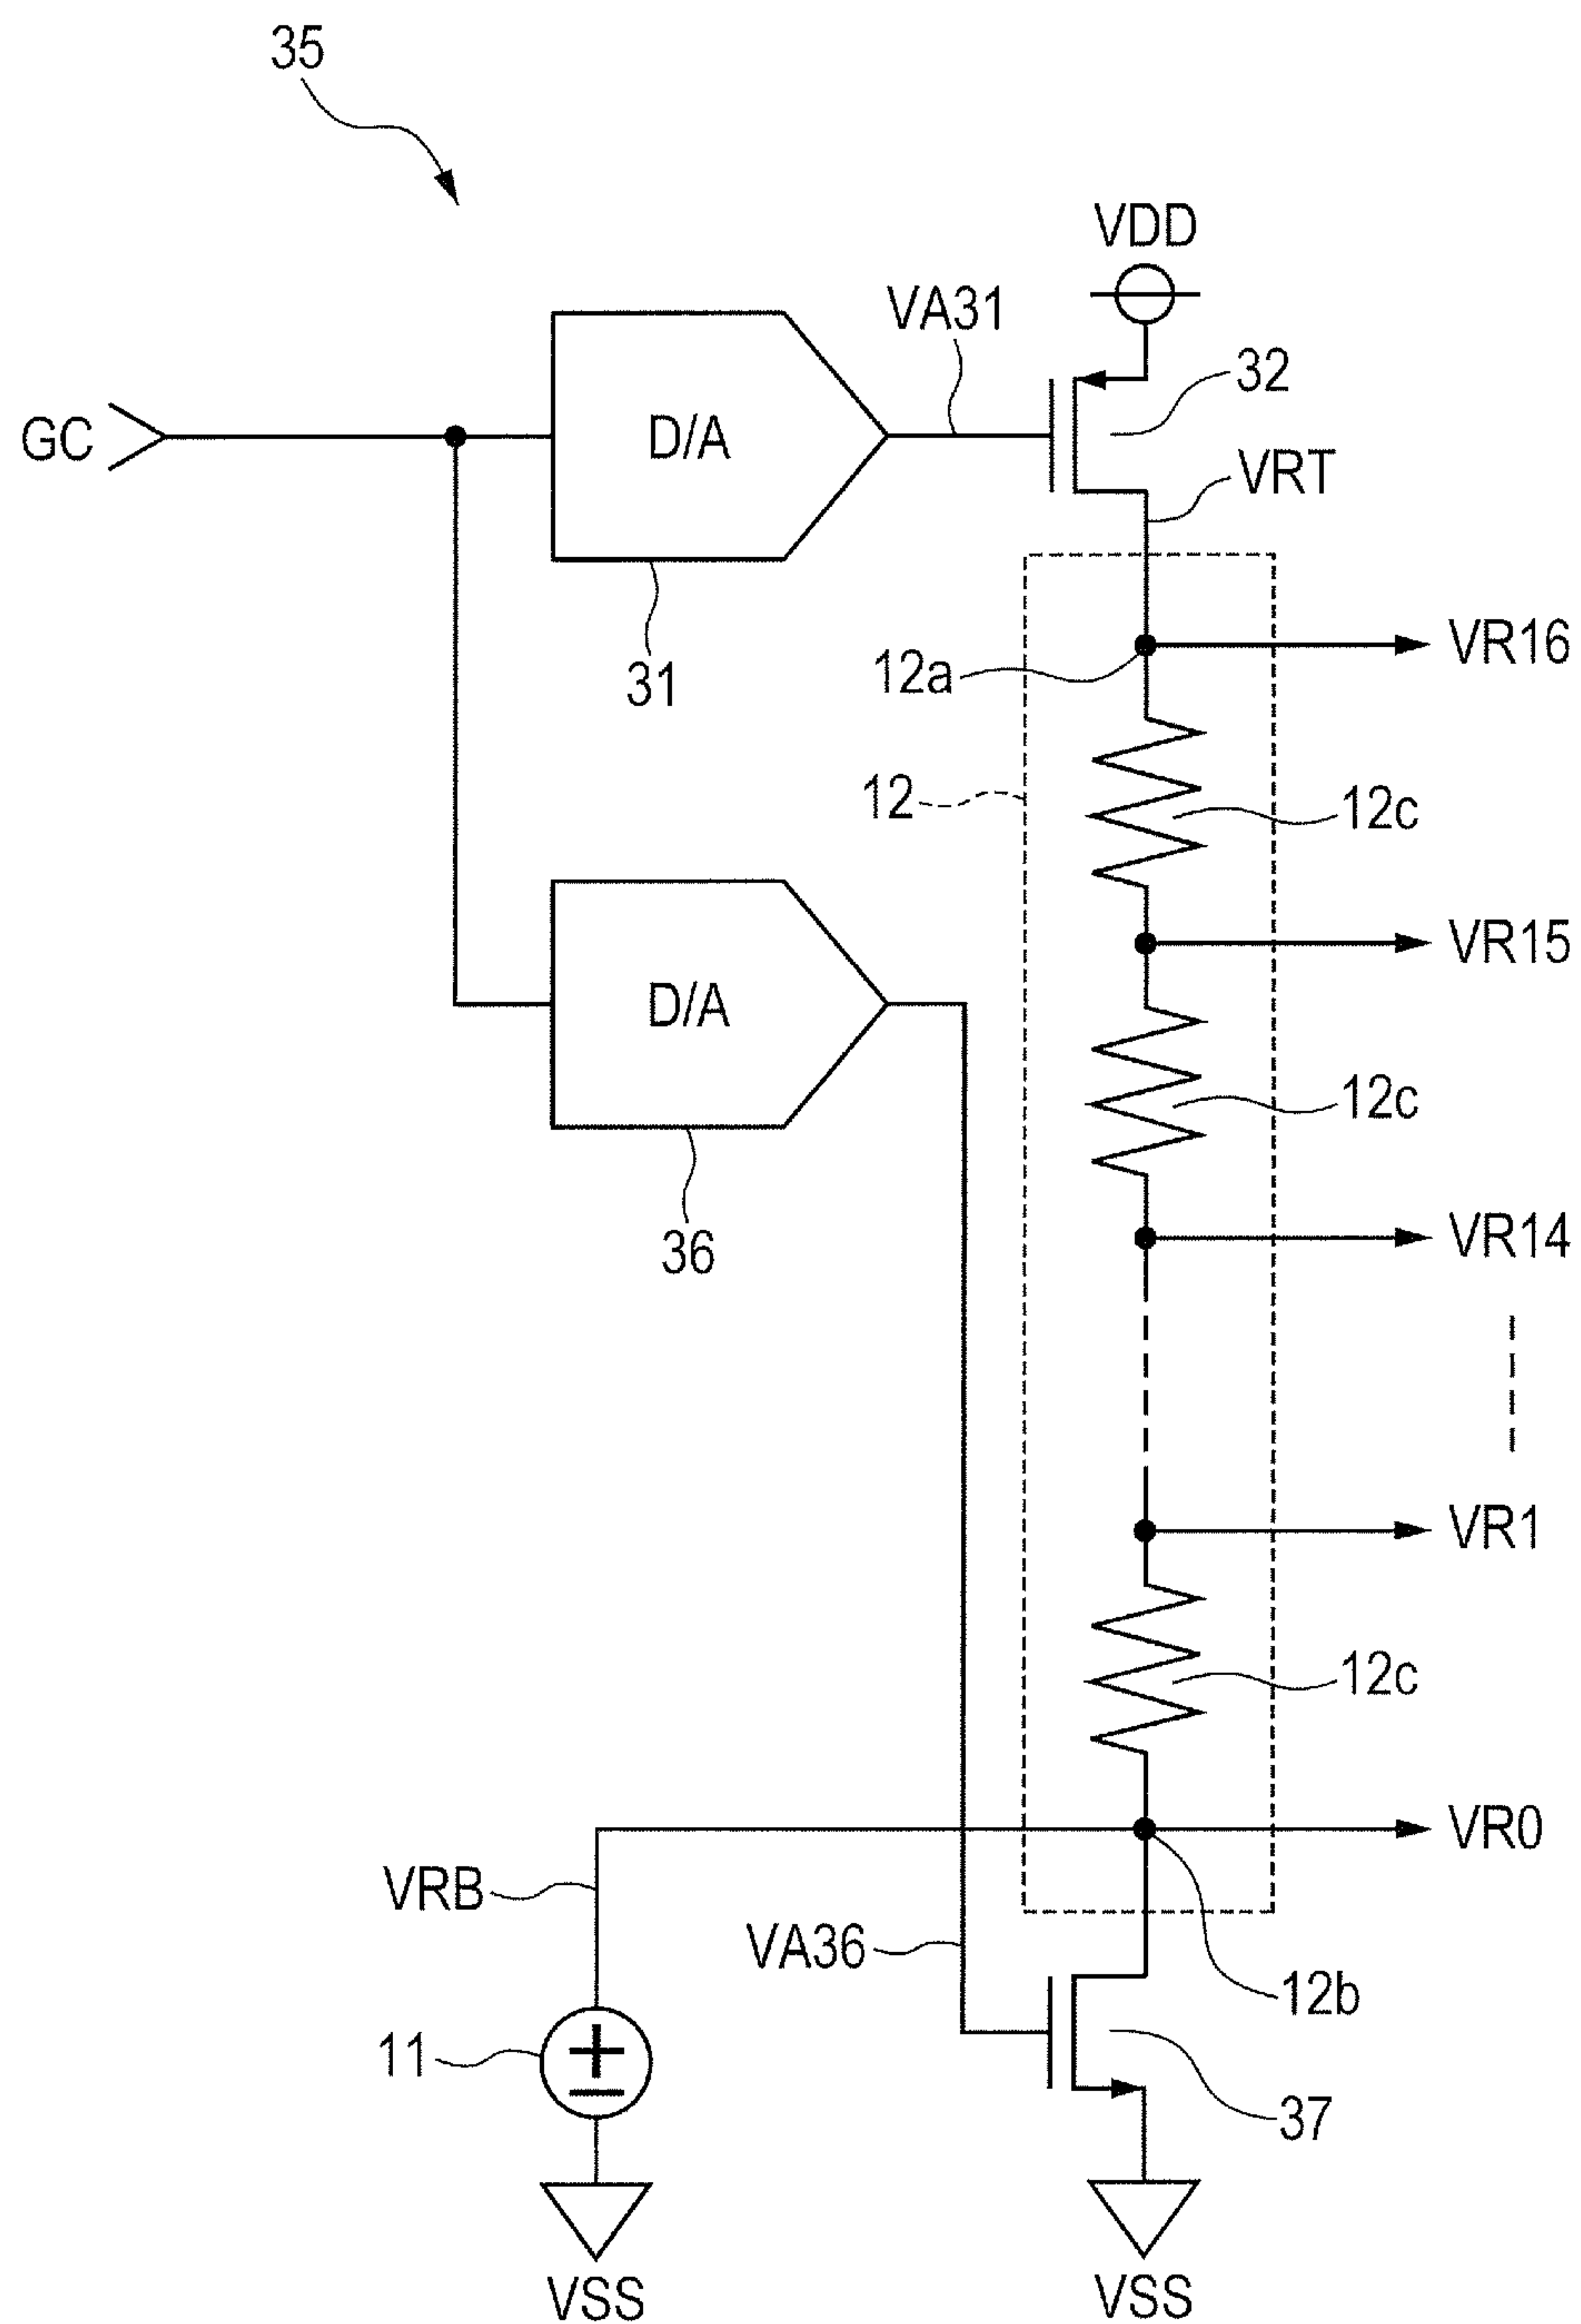 35
VDD
VA31
32
GC
D/A
VRT
31
12a
VR16
12
12c
VR15
D/A
12c
36
VR14
VR1
12c
VR0
VRB
VA36
12b
11
37
VSS
VSS